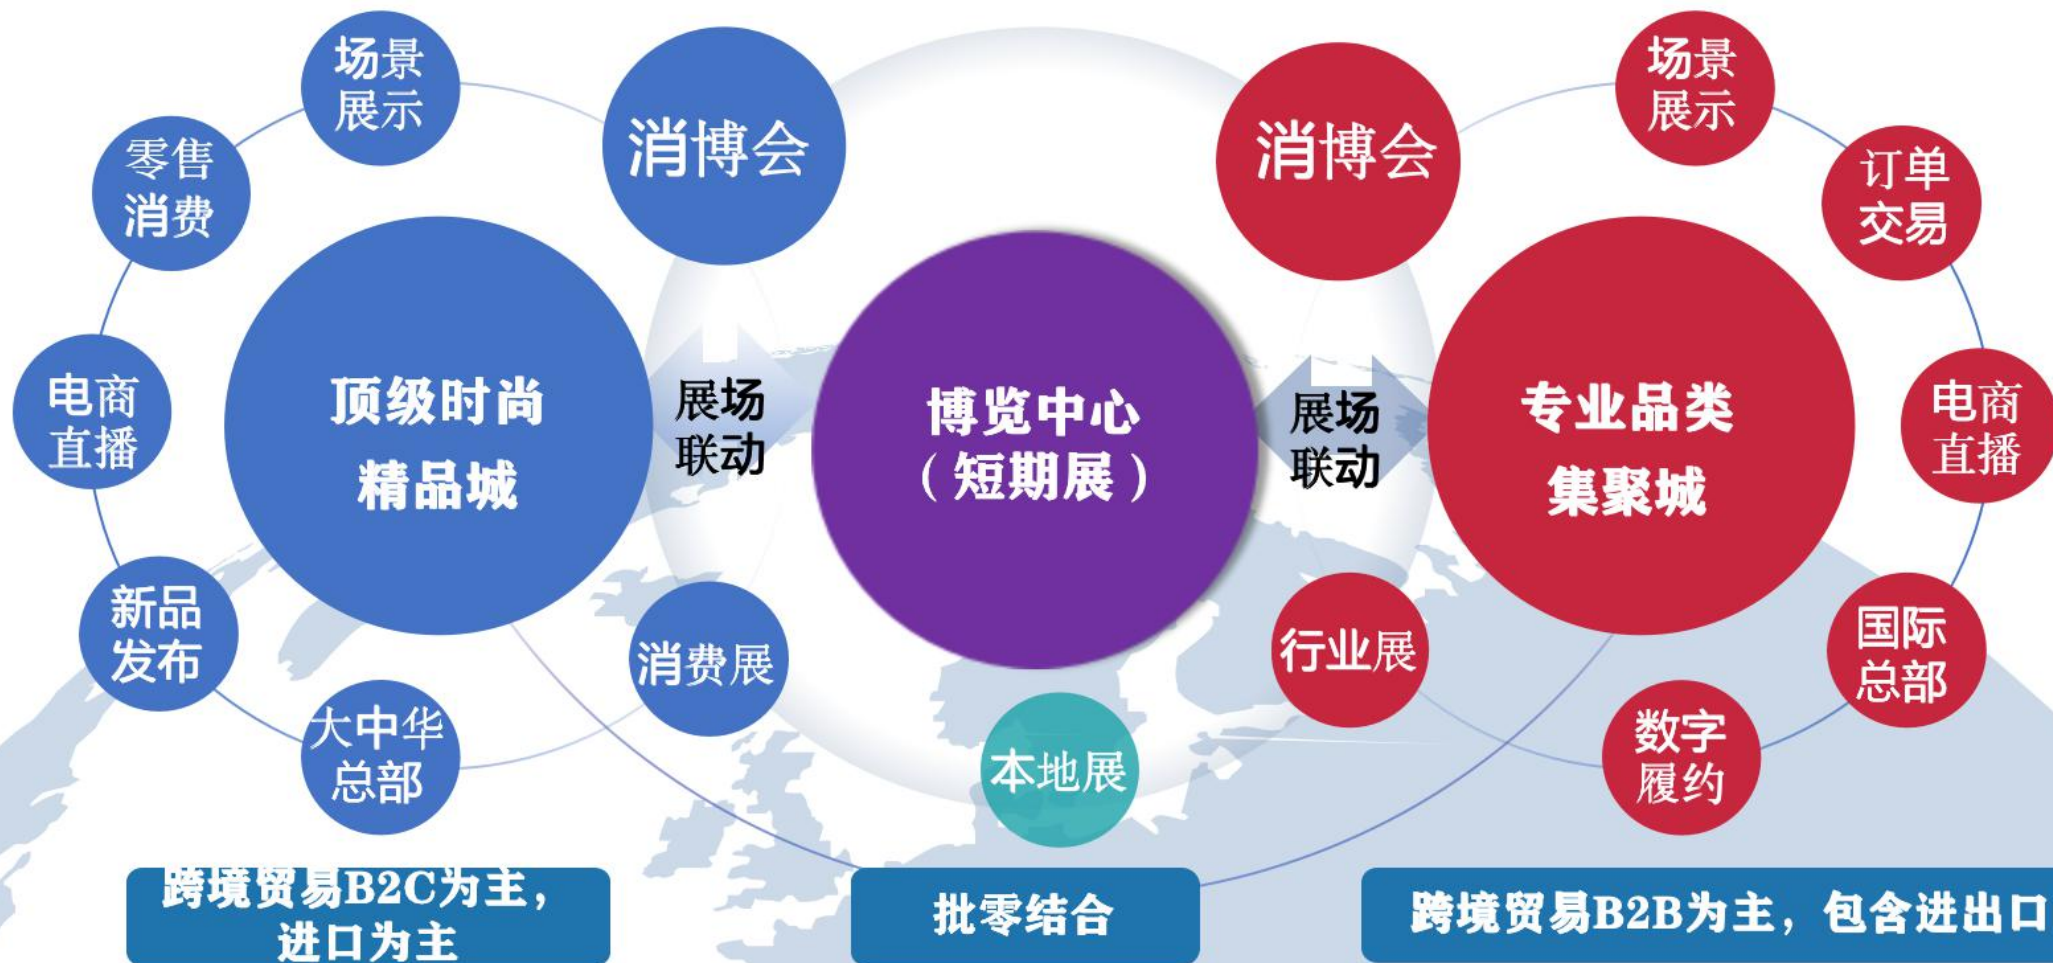 场景
展示
消博会
零售
消费
顶级时尚
精品城
电商
直播
新品
发布
大中华
总部
消费展
展场
联动
博览中心
（短期展）
本地展
展场
联动
消博会
场景
展示
订单
交易
专业品类
集聚城
电商
直播
国际
总部
数字
履约
行业展
跨境贸易B2C为主，
进口为主
批零结合
跨境贸易B2B为主，包含进出口